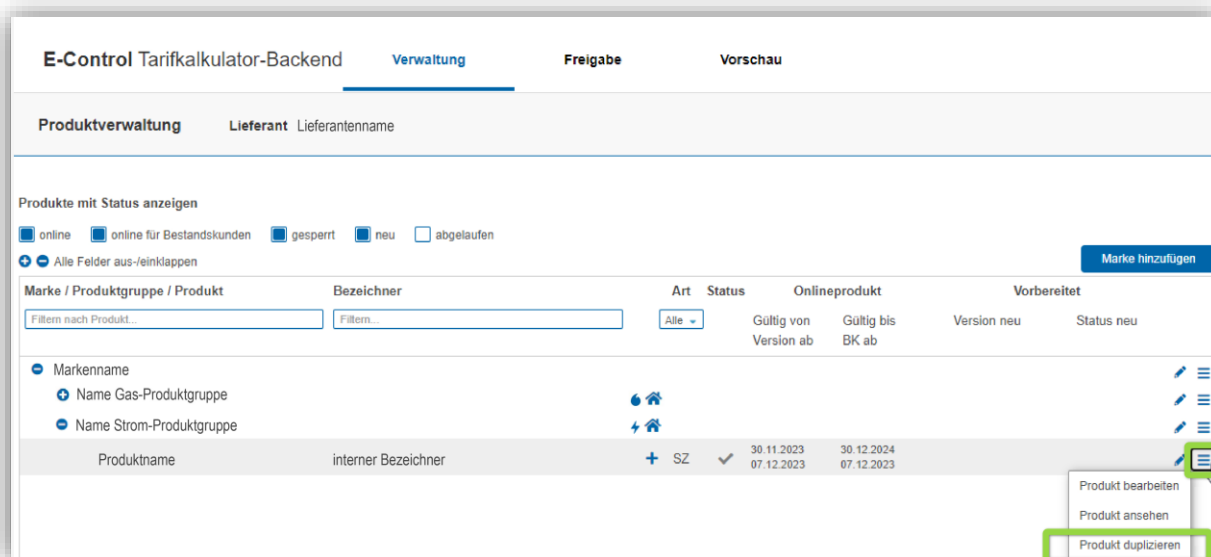 E-Control Tarifkalkulator-Backend Verwaltung Freigabe Vorschau
Produktverwaltung Lieferant Lieferantenname
Produkte mit Status anzeigen
online online für Bestandskunden gesperrt neu abgelaufen
Alle Felder aus-/einklappen
Marke hinzufügen
Marke / Produktgruppe / Produkt Bezeichner Art Status Onlineprodukt Vorbereitet
Filtern nach Produkt... Filtern... Alle Gültig von Gültig bis Version neu Status neu
Version ab BK ab
Markenname
Name Gas-Produktgruppe
Name Strom-Produktgruppe
Produktname interner Bezeichner SZ 30.11.2023 30.12.2024
07.12.2023 07.12.2023
Produkt bearbeiten
Produkt ansehen
Produkt duplizieren